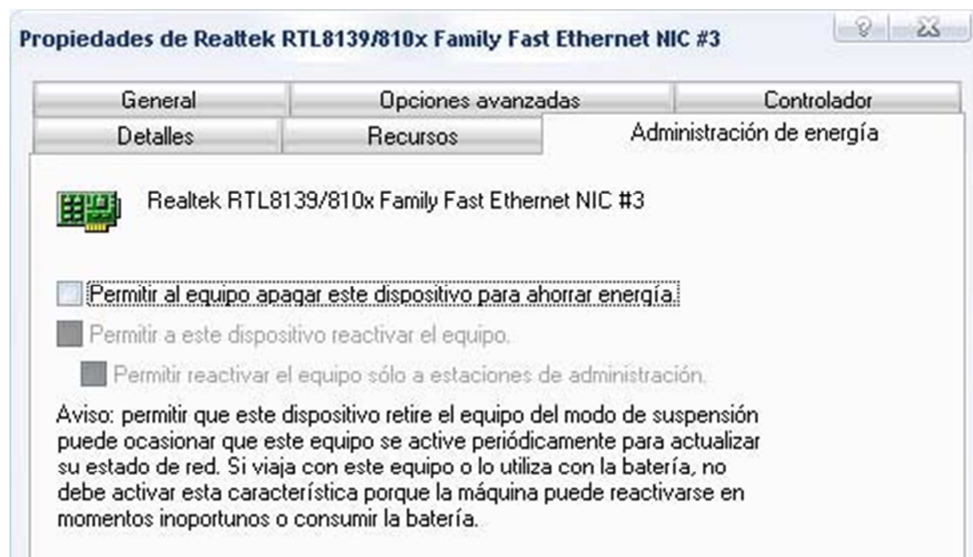 Propiedades de Realtek RTL8139/810x Family Fast Ethernet NIC #3
General
Opciones avanzadas
Controlador
Detalles
Recursos
Administración de energía
Realtek RTL8139/810x Family Fast Ethernet NIC #3
Permitir al equipo apagar este dispositivo para ahorrar energía.
Permitir a este dispositivo reactivar el equipo.
Permitir reactivar el equipo sólo a estaciones de administración.
Aviso: permitir que este dispositivo retire el equipo del modo de suspensión
puede ocasionar que este equipo se active periódicamente para actualizar
su estado de red. Si viaja con este equipo o lo utiliza con la batería, no
debe activar esta característica porque la máquina puede reactivarse en
momentos inoportunos o consumir la batería.